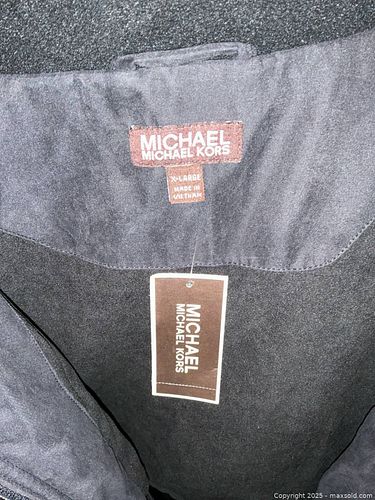 MICHAEL
MICHAEL KORS
X-LARGE
MADE IN
VIETNAM
MICHAEL
MICHAEL KORS
Copyright 2025 - maxsold.com